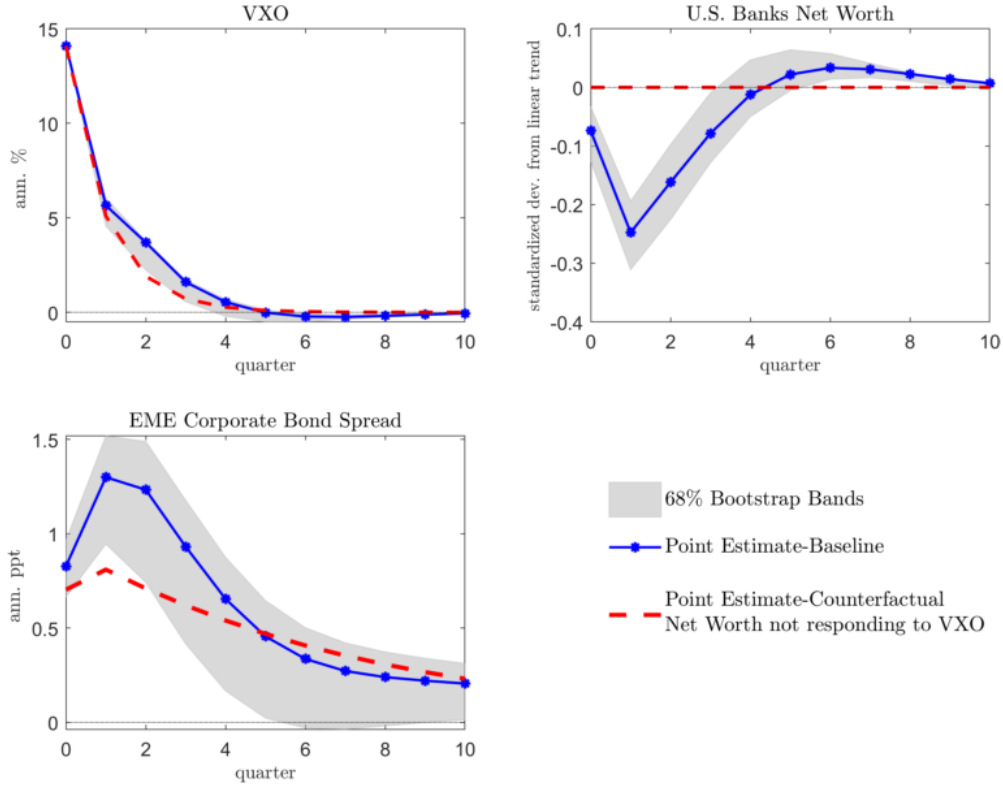 VXO
15
10
5
0
ann. %
0 2 4 6 8 10
quarter
U.S. Banks Net Worth
0.1
0
-0.1
-0.2
-0.3
-0.4
standardized dev. from linear trend
0 2 4 6 8 10
quarter
EME Corporate Bond Spread
1.5
1
0.5
0
ann. ppt
0 2 4 6 8 10
quarter
68% Bootstrap Bands
Point Estimate-Baseline
Point Estimate-Counterfactual
Net Worth not responding to VXO